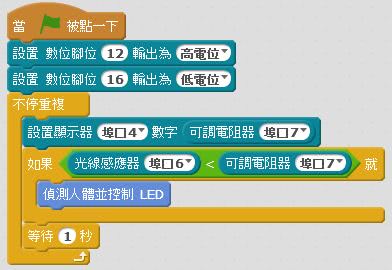 當 被點一下
設置 數位腳位 12 輸出為 高電位
設置 數位腳位 16 輸出為 低電位
不停重複
設置顯示器 埠口4 數字 可調電阻器 埠口7
如果 光線感應器 埠口6 < 可調電阻器 埠口7 就
偵測人體並控制 LED
等待 1 秒